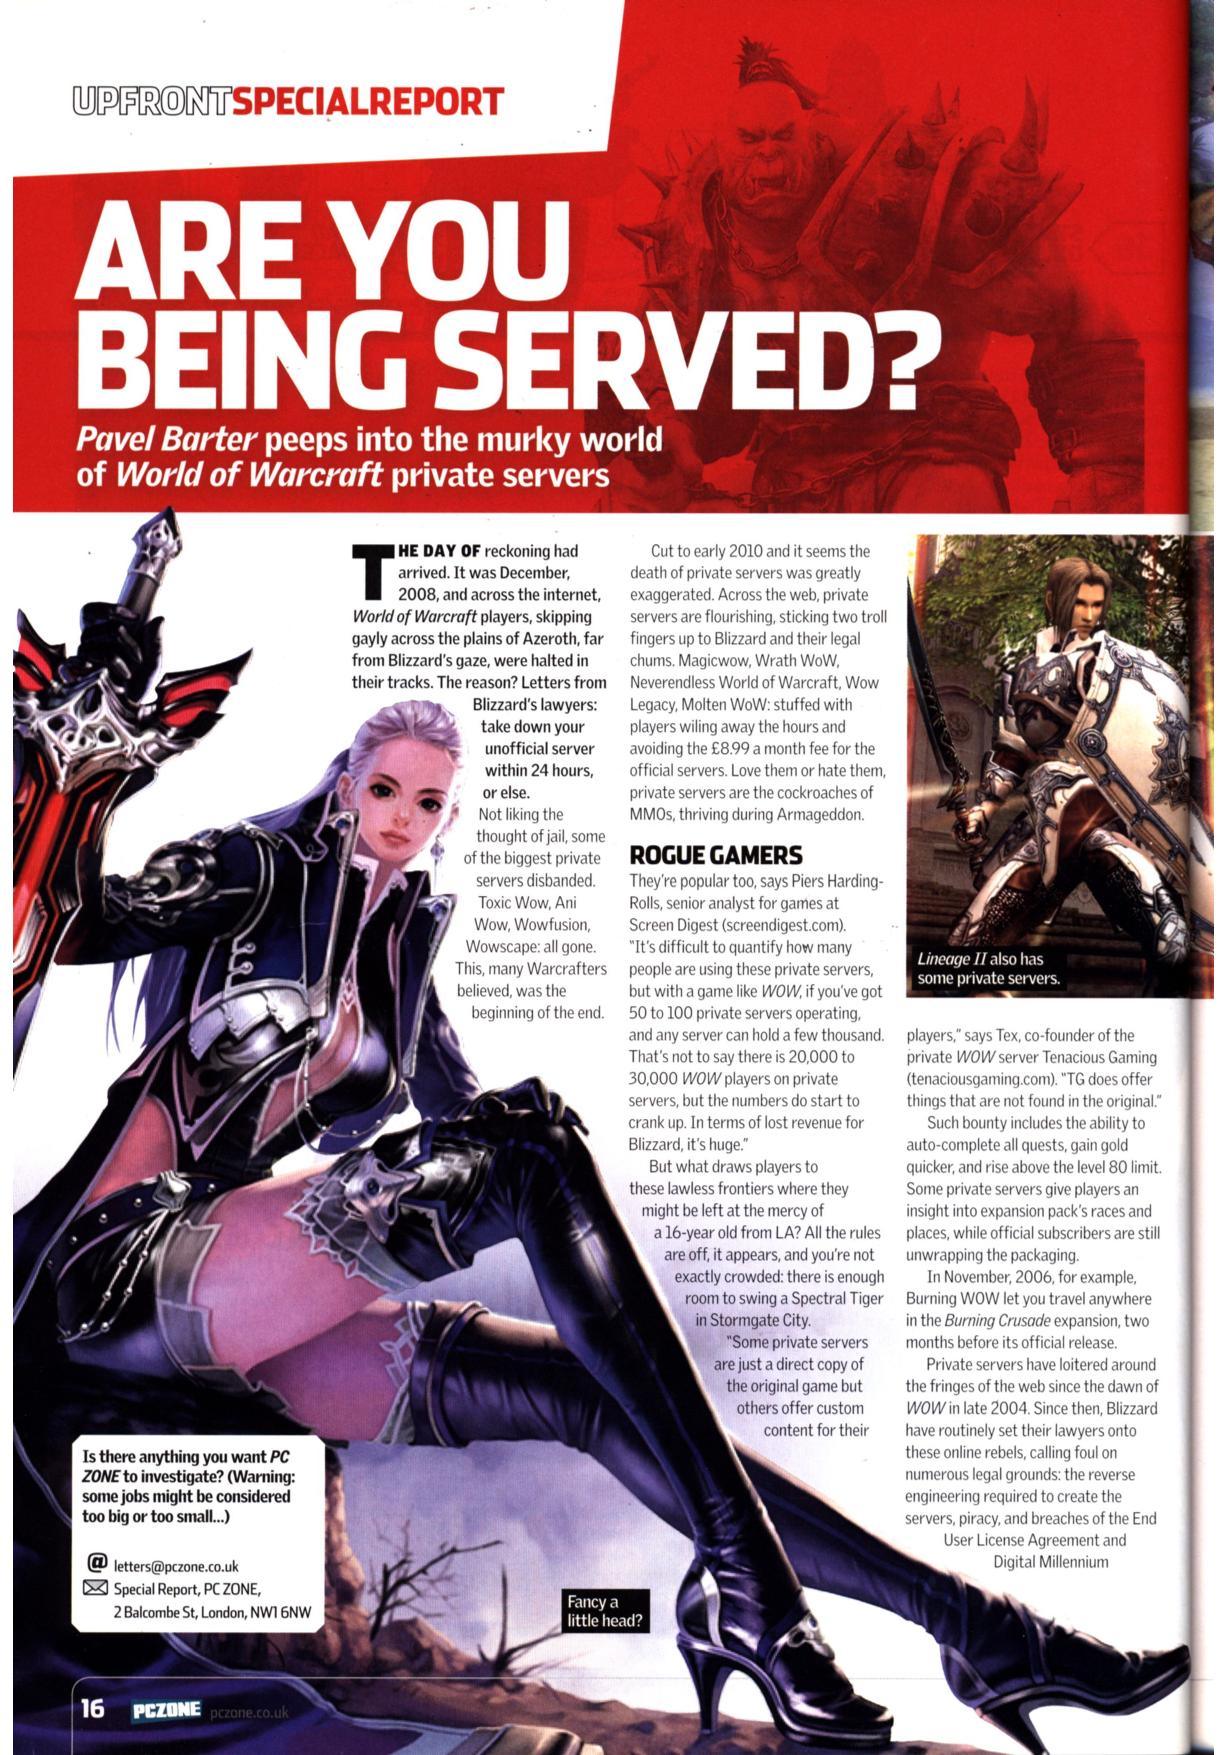 UPFRONTSPECIALREPORT
ARE YOU
BEING SERVED?
Pavel Barter peeps into the murky world
of World of Warcraft private servers
THE DAY OF reckoning had
arrived. It was December,
2008, and across the internet,
World of Warcraft players, skipping
gayly across the plains of Azeroth, far
from Blizzard's gaze, were halted in
their tracks. The reason? Letters from
Blizzard's lawyers:
take down your
unofficial server
within 24 hours,
or else.
Not liking the
thought of jail, some
of the biggest private
servers disbanded.
Toxic Wow, Ani
Wow, Wowfusion,
Wowscape: all gone.
This, many Warcrafters
believed, was the
beginning of the end.
Cut to early 2010 and it seems the
death of private servers was greatly
exaggerated. Across the web, private
servers are flourishing, sticking two troll
fingers up to Blizzard and their legal
chums. Magicwow, Wrath WoW,
Neverendless World of Warcraft, Wow
Legacy, Molten WoW: stuffed with
players wiling away the hours and
avoiding the £8.99 a month fee for the
official servers. Love them or hate them,
private servers are the cockroaches of
MMOs, thriving during Armageddon.
ROGUE GAMERS
They're popular too, says Piers Harding-
Rolls, senior analyst for games at
Screen Digest (screendigest.com).
"It's difficult to quantify how many
people are using these private servers,
but with a game like WOW, if you've got
50 to 100 private servers operating,
and any server can hold a few thousand.
That's not to say there is 20,000 to
30,000 WOW players on private
servers, but the numbers do start to
crank up. In terms of lost revenue for
Blizzard, it's huge."
But what draws players to
these lawless frontiers where they
might be left at the mercy of
a 16-year old from LA? All the rules
are off, it appears, and you're not
exactly crowded: there is enough
room to swing a Spectral Tiger
in Stormgate City.
"Some private servers
are just a direct copy of
the original game but
others offer custom
content for their
Lineage II also has
some private servers.
players," says Tex, co-founder of the
private WOW server Tenacious Gaming
(tenaciousgaming.com). "TG does offer
things that are not found in the original."
Such bounty includes the ability to
auto-complete all quests, gain gold
quicker, and rise above the level 80 limit.
Some private servers give players an
insight into expansion pack's races and
places, while official subscribers are still
unwrapping the packaging.
In November, 2006, for example,
Burning WOW let you travel anywhere
in the Burning Crusade expansion, two
months before its official release.
Private servers have loitered around
the fringes of the web since the dawn of
WOW in late 2004. Since then, Blizzard
have routinely set their lawyers onto
these online rebels, calling foul on
numerous legal grounds: the reverse
engineering required to create the
servers, piracy, and breaches of the End
User License Agreement and
Digital Millennium
Is there anything you want PC
ZONE to investigate? (Warning:
some jobs might be considered
too big or too small...)
@ letters@pczone.co.uk
Special Report, PC ZONE,
2 Balcombe St, London, NW1 6NW
Fancy a
little head?
16 PCZONE pczone.co.uk